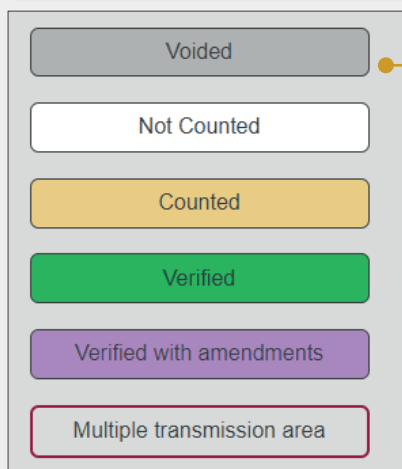 Voided
Not Counted
Counted
Verified
Verified with amendments
Multiple transmission area